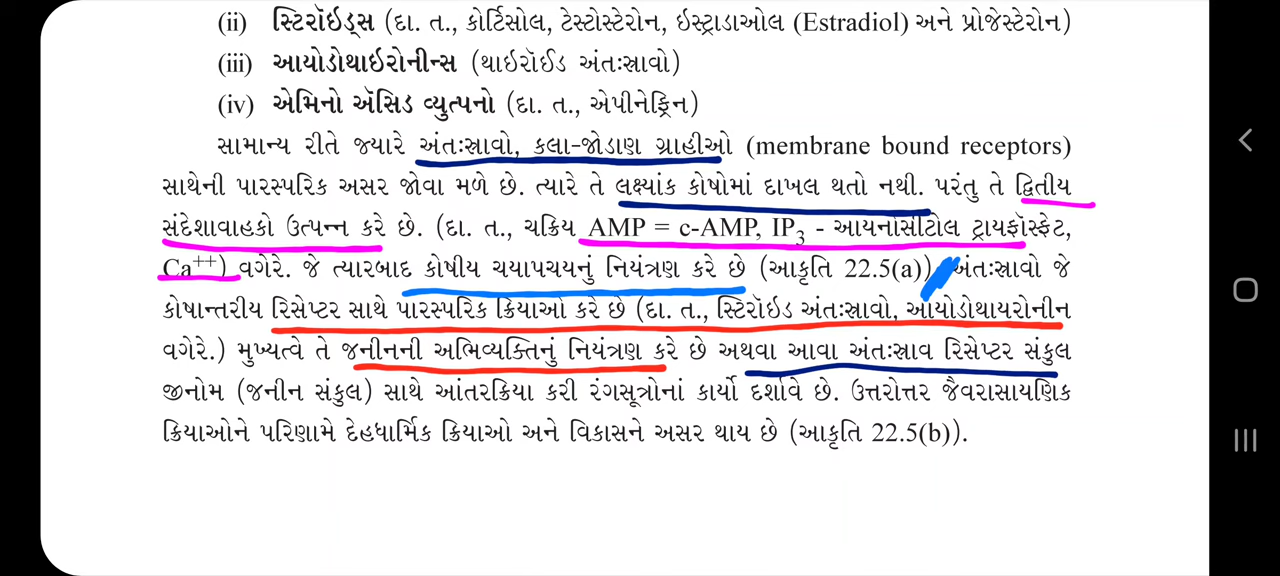 (ii) સ્ટિરૉઇડ્સ (દા. ત., કોર્ટિસોલ, ટેસ્ટોસ્ટેરોન, ઇસ્ટ્રાડાઓલ (Estradiol) અને પ્રોજેસ્ટેરોન)
(iii) આયોડોથાઇરોનીન્સ (થાઇરૉઈડ અંતઃસ્રાવો)
(iv) એમિનો ઍસિડ વ્યુત્પનો (દા. ત., એપીનેફ્રિન)
સામાન્ય રીતે જ્યારે અંતઃસ્રાવો, કલા-જોડાણ ગ્રાહીઓ (membrane bound receptors)
સાથેની પારસ્પરિક અસર જોવા મળે છે. ત્યારે તે લક્ષ્યાંક કોષોમાં દાખલ થતો નથી. પરંતુ તે દ્વિતીય
સંદેશાવાહકો ઉત્પન્ન કરે છે. (દા. ત., ચક્રિય AMP = c-AMP, IP₃ - આયનોસીટોલ ટ્રાયફૉસ્ફેટ,
Ca⁺⁺) વગેરે. જે ત્યારબાદ કોષીય ચયાપચયનું નિયંત્રણ કરે છે (આકૃતિ 22.5(a)) અંતઃસ્રાવો જે
કોષાન્તરીય રિસેપ્ટર સાથે પારસ્પરિક ક્રિયાઓ કરે છે (દા. ત., સ્ટિરૉઇડ અંતઃસ્રાવો, આયોડોથાયરોનીન
વગેરે.) મુખ્યત્વે તે જનીનની અભિવ્યક્તિનું નિયંત્રણ કરે છે અથવા આવા અંતઃસ્રાવ રિસેપ્ટર સંકુલ
જીનોમ (જનીન સંકુલ) સાથે આંતરક્રિયા કરી રંગસૂત્રોનાં કાર્યો દર્શાવે છે. ઉત્તરોત્તર જૈવરાસાયણિક
ક્રિયાઓને પરિણામે દેહધાર્મિક ક્રિયાઓ અને વિકાસને અસર થાય છે (આકૃતિ 22.5(b)).